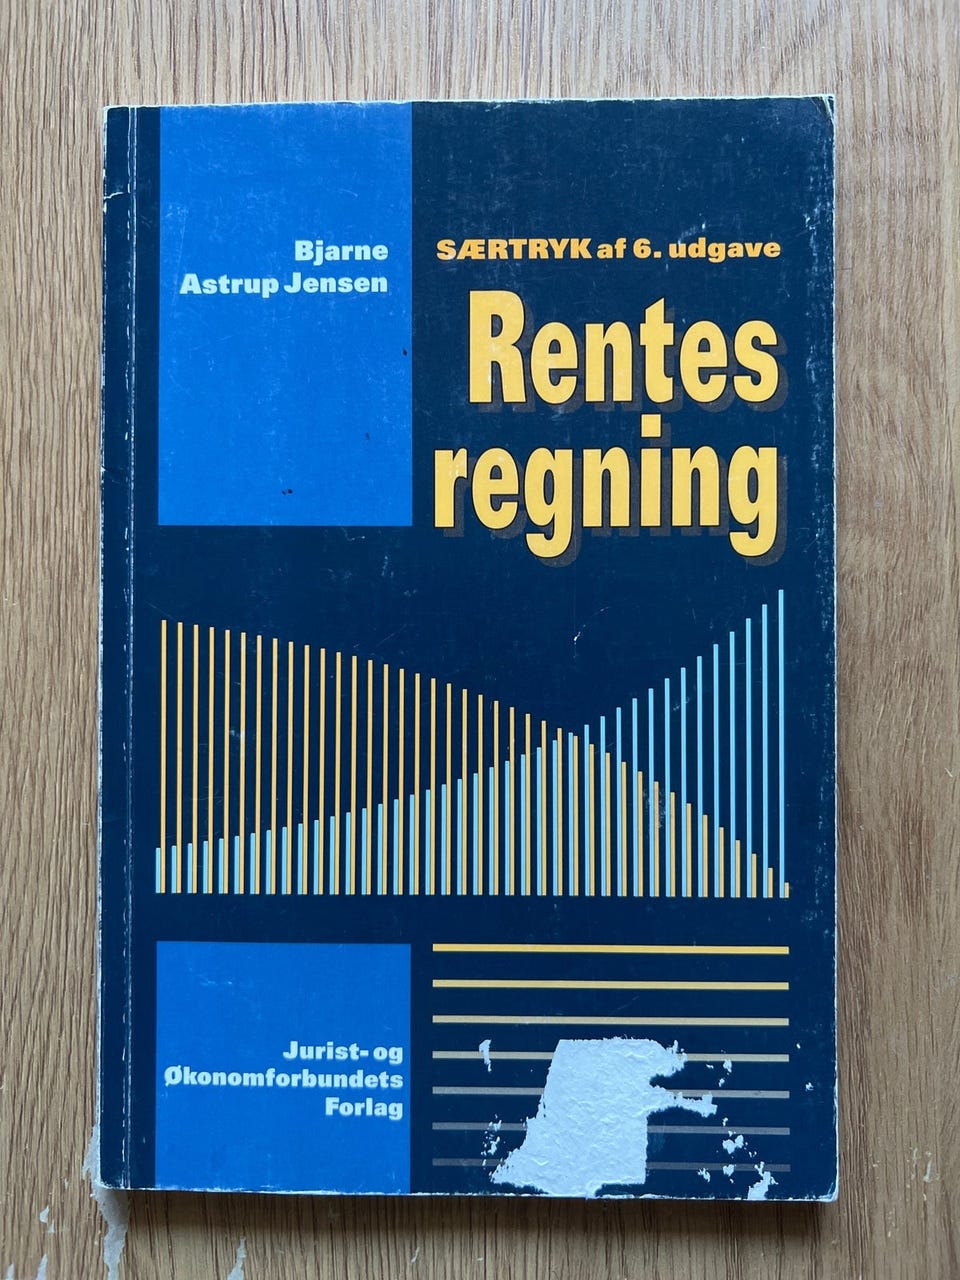 Bjarne
Astrup Jensen
SÆRTRYK af 6. udgave
Rentes
regning
Jurist- og
Økonomforbundets
Forlag